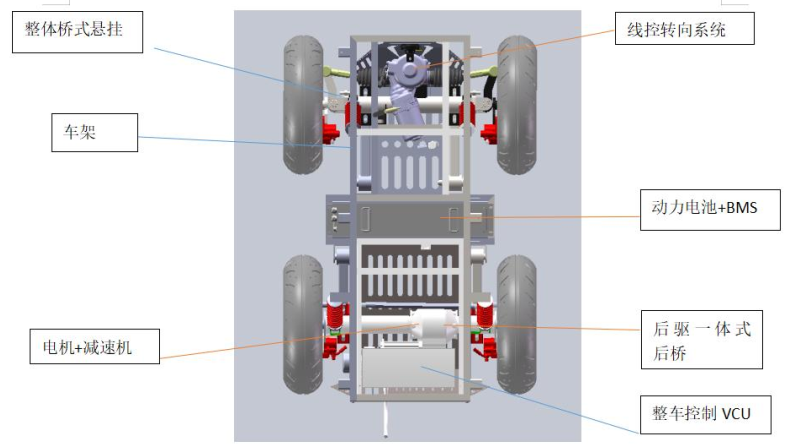 整体桥式悬挂
线控转向系统
车架
动力电池+BMS
电机+减速机
后驱一体式
后桥
整车控制 VCU